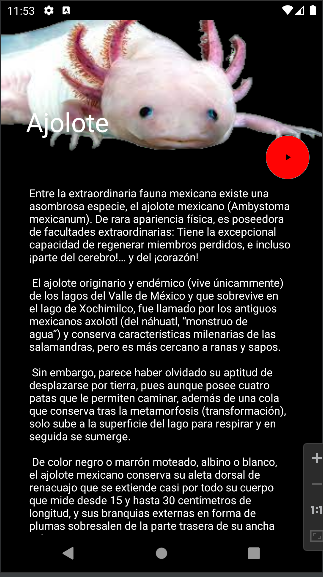 11:53
Ajolote
Entre la extraordinaria fauna mexicana existe una
asombrosa especie, el ajolote mexicano (Ambystoma
mexicanum). De rara apariencia física, es poseedora
de facultades extraordinarias: Tiene la excepcional
capacidad de regenerar miembros perdidos, e incluso
¡parte del cerebro!… y del ¡corazón!
El ajolote originario y endémico (vive únicamente)
de los lagos del Valle de México y que sobrevive en
el lago de Xochimilco, fue llamado por los antiguos
mexicanos axolotl (del náhuatl, "monstruo de
agua") y conserva características milenarias de las
salamandras, pero es más cercano a ranas y sapos.
Sin embargo, parece haber olvidado su aptitud de
desplazarse por tierra, pues aunque posee cuatro
patas que le permiten caminar, además de una cola
que conserva tras la metamorfosis (transformación),
solo sube a la superficie del lago para respirar y en
seguida se sumerge.
De color negro o marrón moteado, albino o blanco,
el ajolote mexicano conserva su aleta dorsal de
renacuajo que se extiende casi por todo su cuerpo
que mide desde 15 y hasta 30 centímetros de
longitud, y sus branquias externas en forma de
plumas sobresalen de la parte trasera de su ancha
1:1